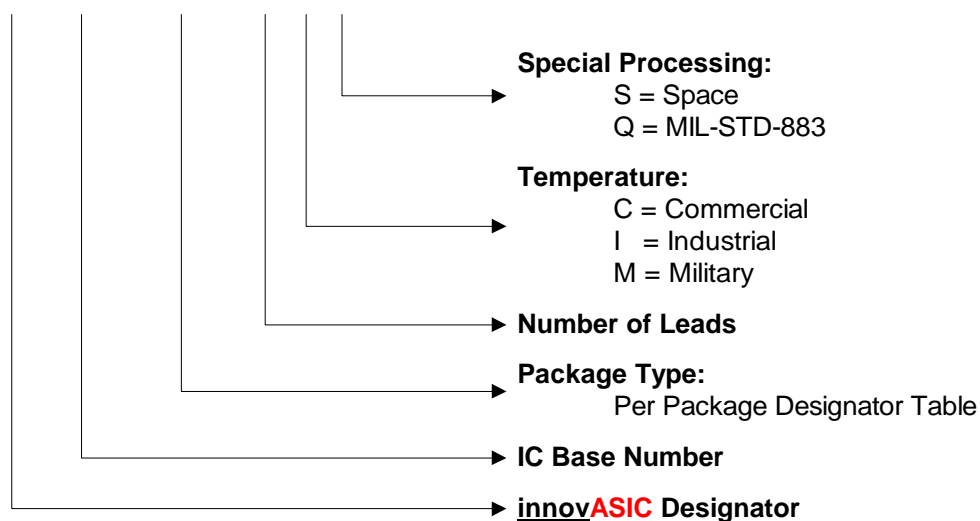 Special Processing:
S = Space
Q = MIL-STD-883
Temperature:
C = Commercial
I = Industrial
M = Military
Number of Leads
Package Type:
Per Package Designator Table
IC Base Number
innovASIC Designator